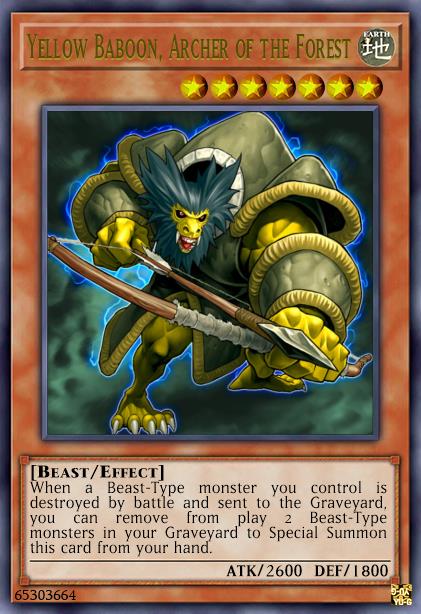 Yellow Baboon, Archer of the Forest
EARTH
地
[Beast/Effect]
When a Beast-Type monster you control is
destroyed by battle and sent to the Graveyard,
you can remove from play 2 Beast-Type
monsters in your Graveyard to Special Summon
this card from your hand.
ATK/2600 DEF/1800
65303664